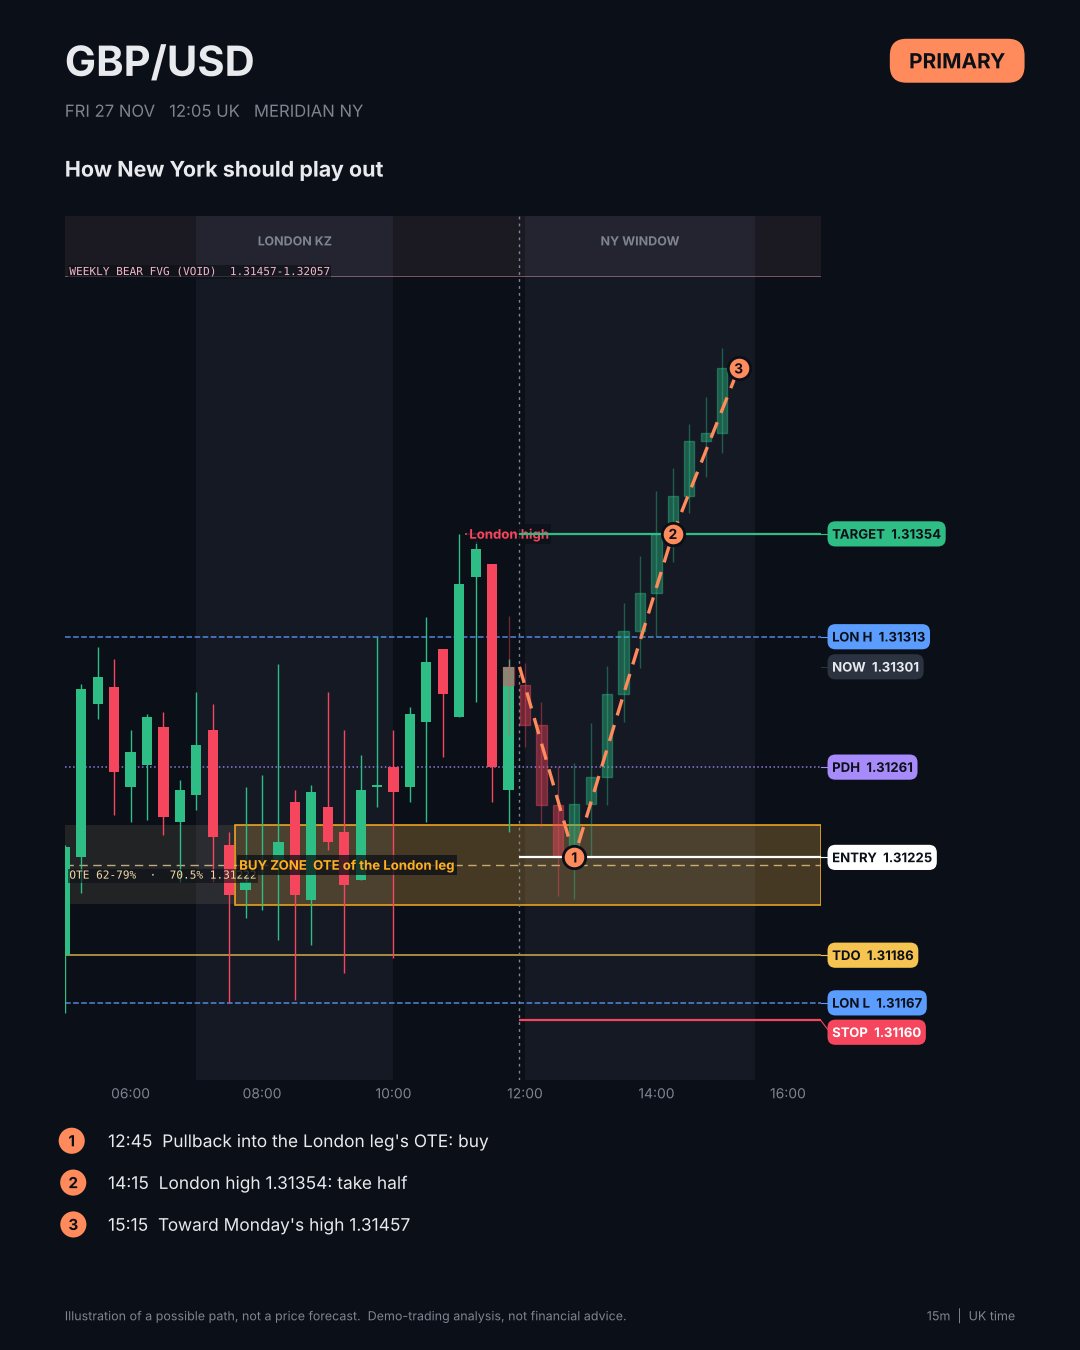 GBP/USD
PRIMARY
FRI 27 NOV 12:05 UK MERIDIAN NY
How New York should play out
LONDON KZ
NY WINDOW
WEEKLY BEAR FVG (VOID) 1.31457-1.32057
3
London high
2
TARGET 1.31354
LON H 1.31313
NOW 1.31301
PDH 1.31261
1
ENTRY 1.31225
BUY ZONE OTE of the London leg
OTE 62-79% · 70.5% 1.31222
TDO 1.31186
LON L 1.31167
STOP 1.31160
06:00 08:00 10:00 12:00 14:00 16:00
1 12:45 Pullback into the London leg's OTE: buy
2 14:15 London high 1.31354: take half
3 15:15 Toward Monday's high 1.31457
Illustration of a possible path, not a price forecast. Demo-trading analysis, not financial advice.
15m | UK time